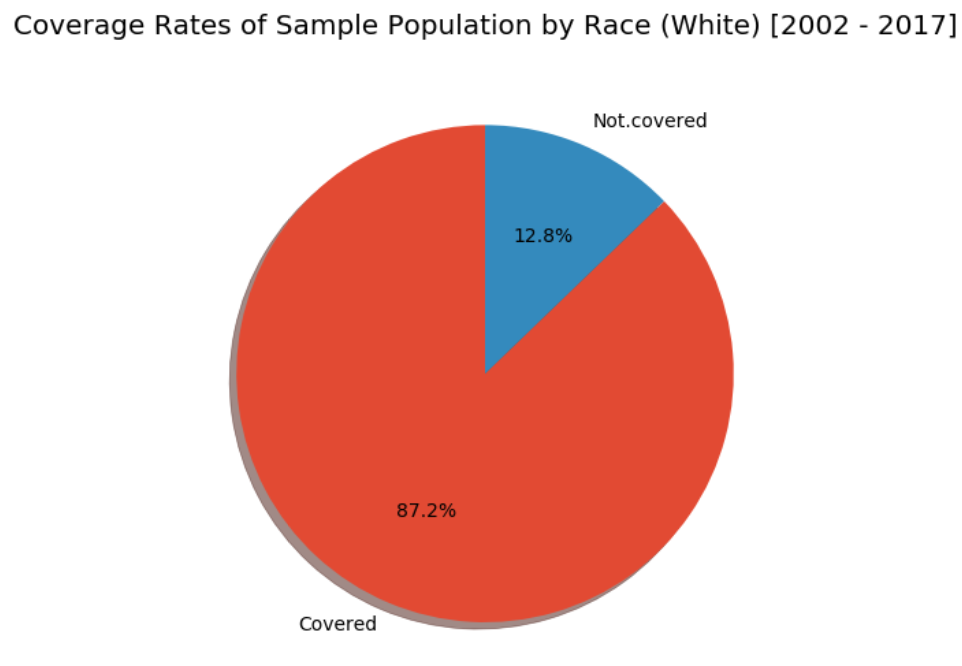 Coverage Rates of Sample Population by Race (White) [2002 - 2017]
Not.covered
12.8%
87.2%
Covered